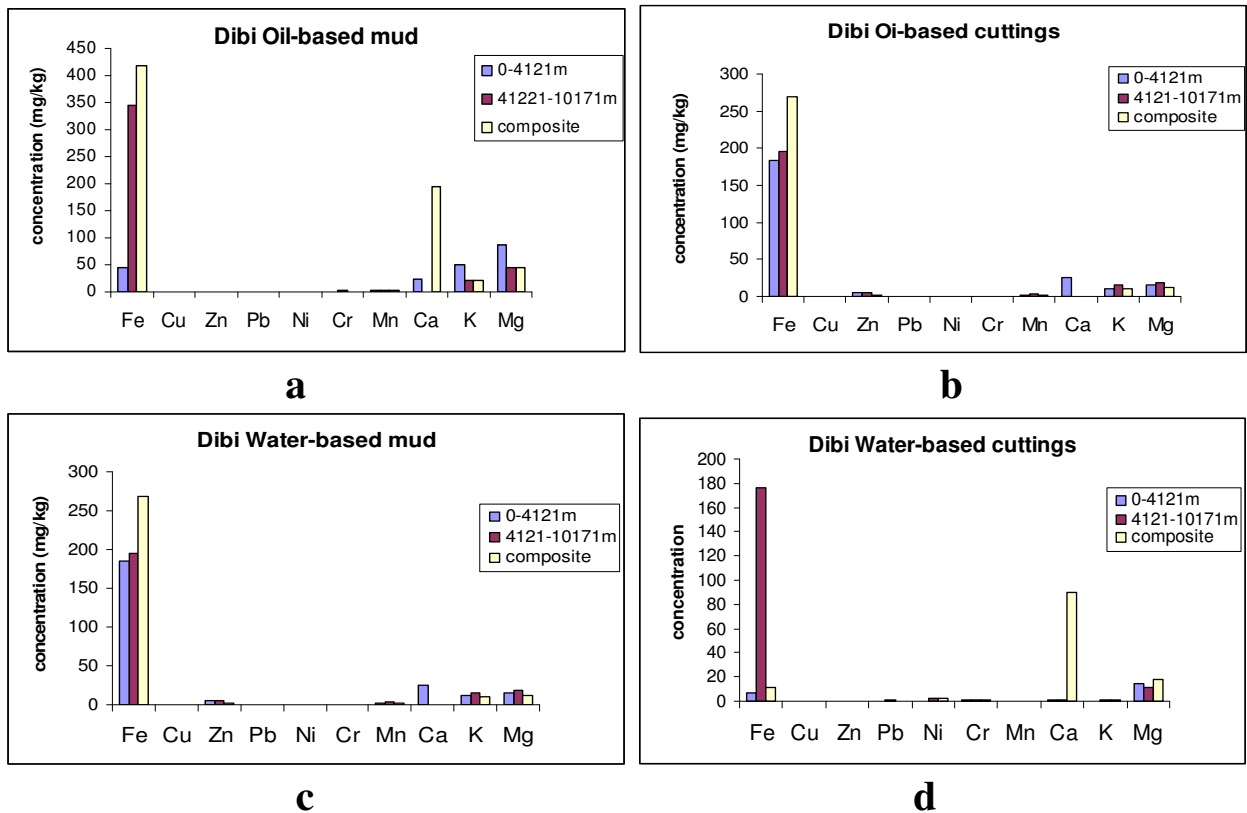 Dibi Oil-based mud
concentration (mg/kg)
450
400
350
300
250
200
150
100
50
0
Fe Cu Zn Pb Ni Cr Mn Ca K Mg
0-4121m
41221-10171m
composite
a
Dibi Oi-based cuttings
concentration (mg/kg)
300
250
200
150
100
50
0
Fe Cu Zn Pb Ni Cr Mn Ca K Mg
0-4121m
4121-10171m
composite
b
Dibi Water-based mud
concentration (mg/kg)
300
250
200
150
100
50
0
Fe Cu Zn Pb Ni Cr Mn Ca K Mg
0-4121m
4121-10171m
composite
c
Dibi Water-based cuttings
concentration
200
180
160
140
120
100
80
60
40
20
0
Fe Cu Zn Pb Ni Cr Mn Ca K Mg
0-4121m
4121-10171m
composite
d